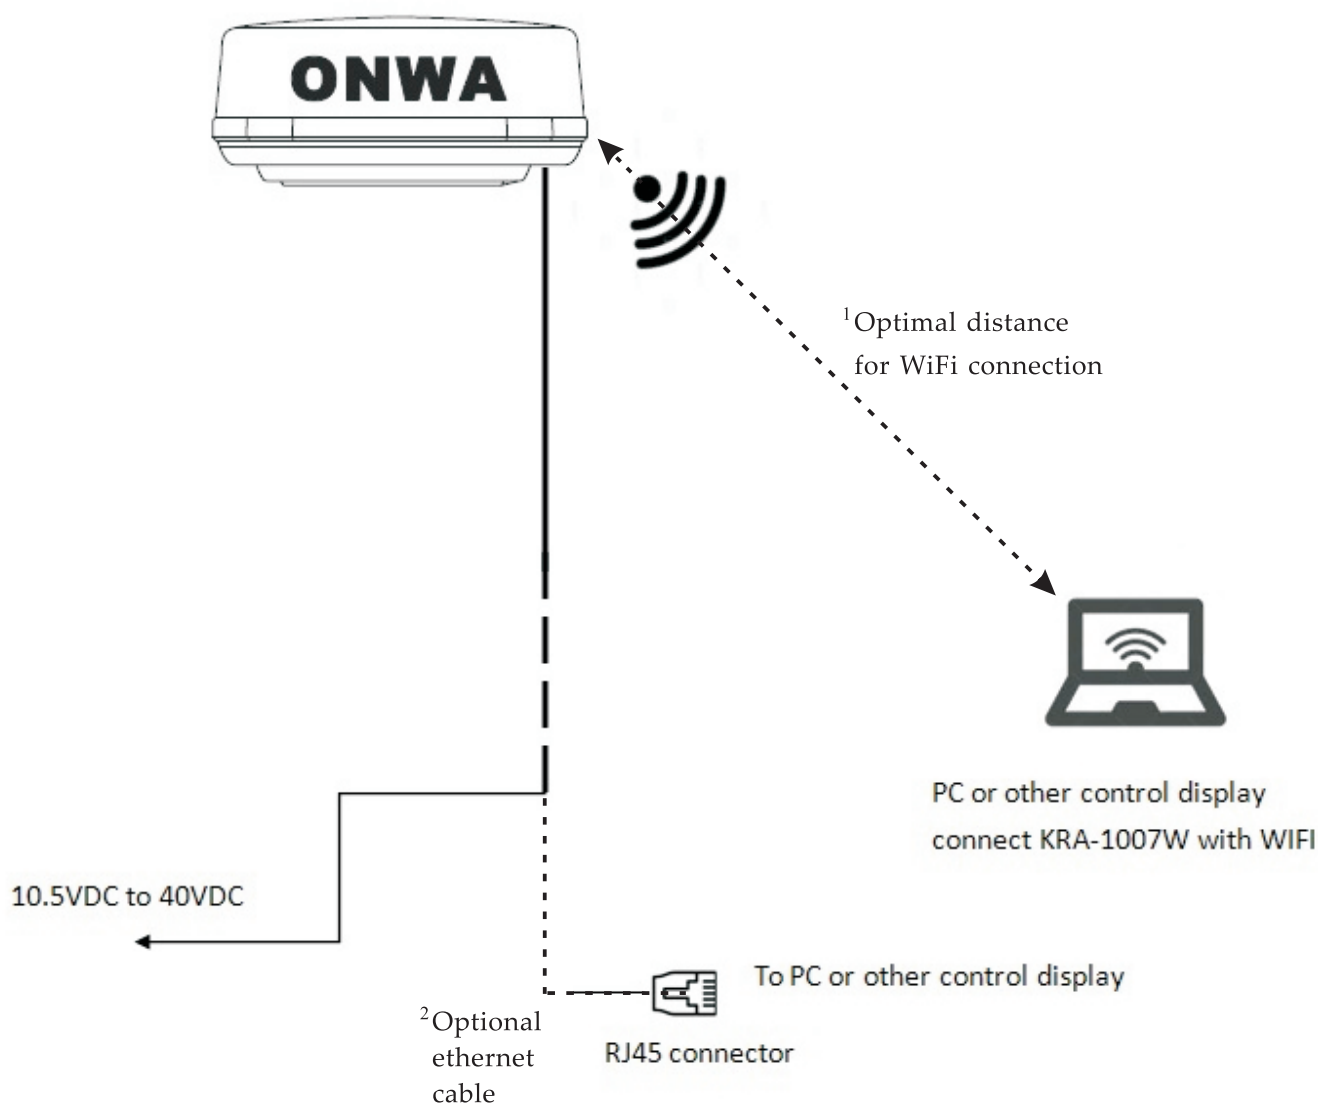 ONWA
¹Optimal distance
for WiFi connection
PC or other control display
connect KRA-1007W with WIFI
10.5VDC to 40VDC
To PC or other control display
²Optional
ethernet
cable
RJ45 connector